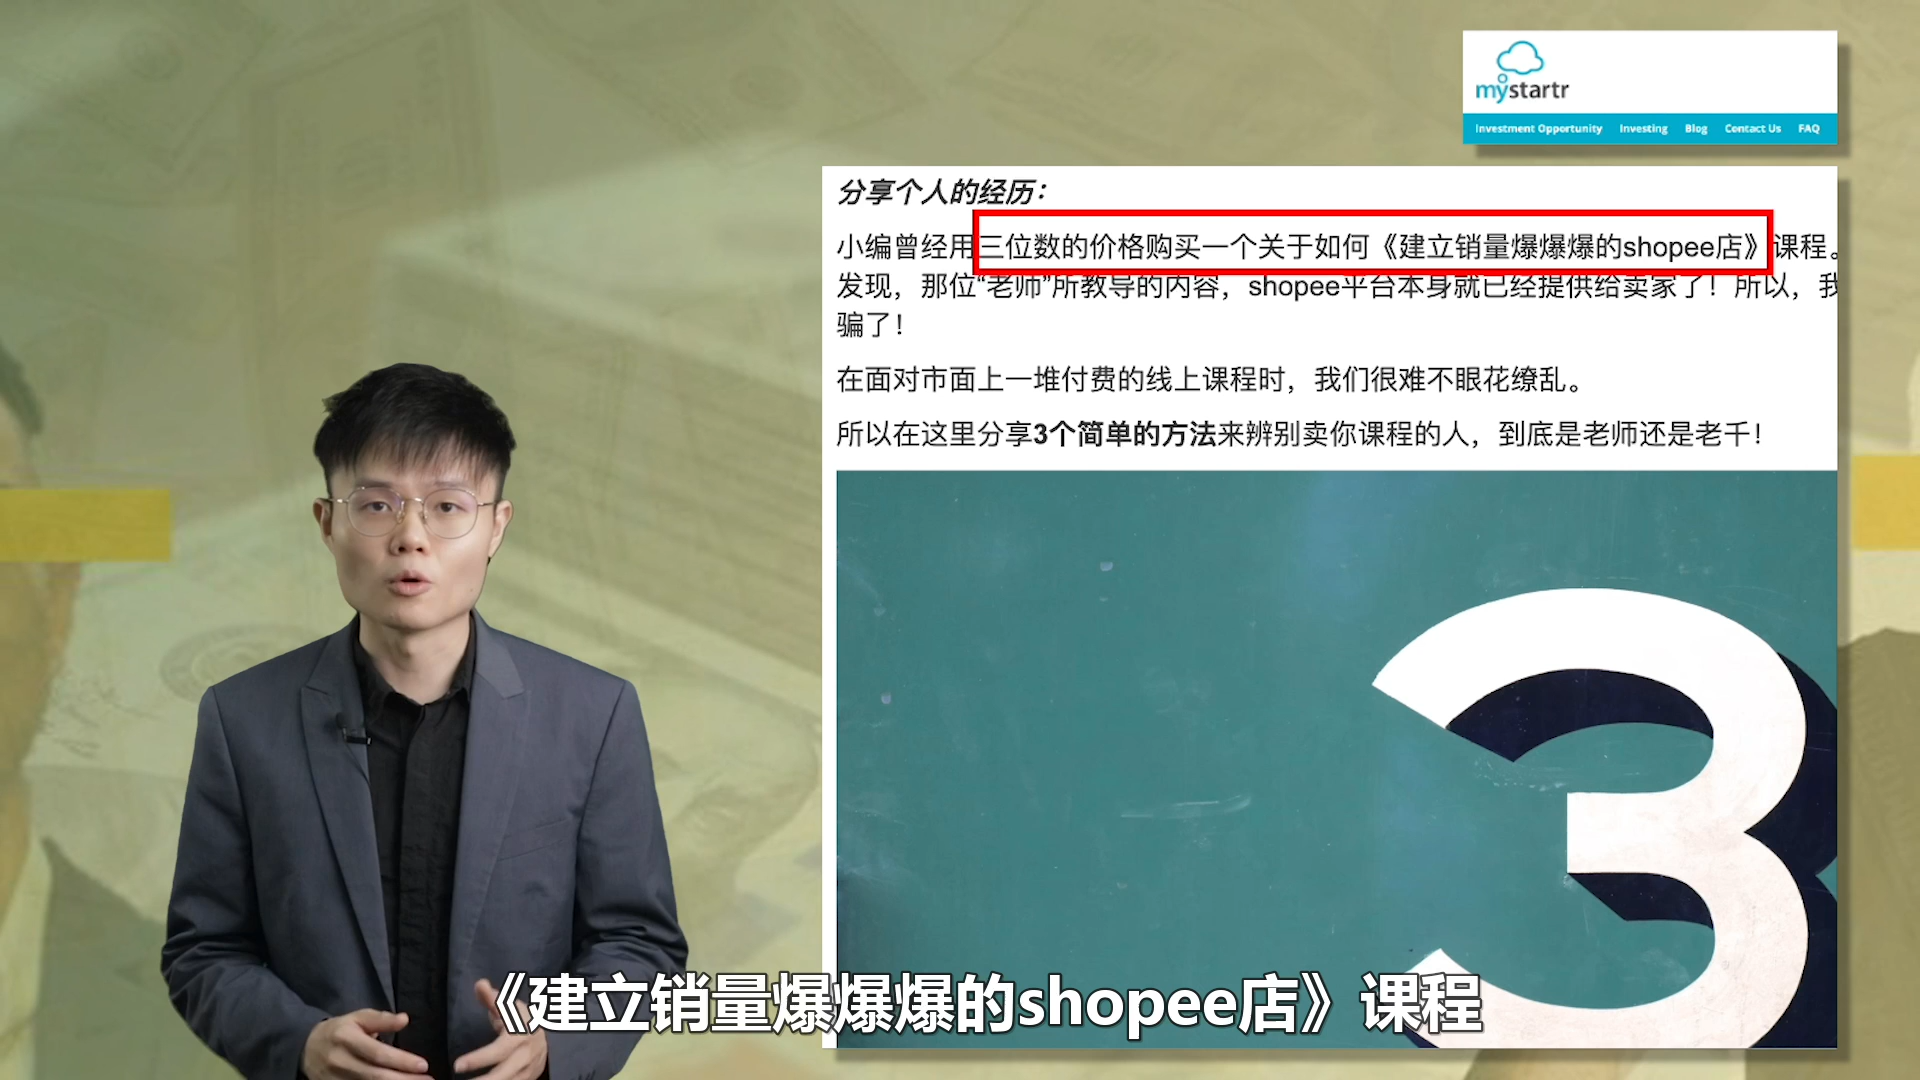 mystartr
Investment Opportunity Investing Blog Contact Us FAQ
分享个人的经历：
小编曾经用三位数的价格购买一个关于如何《建立销量爆爆爆的shopee店》课程。
发现，那位“老师”所教导的内容，shopee平台本身就已经提供给卖家了！所以，我
骗了！
在面对市面上一堆付费的线上课程时，我们很难不眼花缭乱。
所以在这里分享3个简单的方法来辨别卖你课程的人，到底是老师还是老千！
3
《建立销量爆爆爆的shopee店》课程